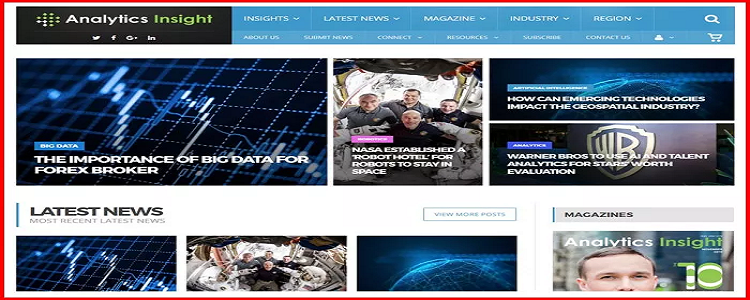 Analytics Insight
INSIGHTS
LATEST NEWS
MAGAZINE
INDUSTRY
REGION
ABOUT US
SUBMIT NEWS
CONNECT
RESOURCES
SUBSCRIBE
CONTACT US
BIG DATA
THE IMPORTANCE OF BIG DATA FOR
FOREX BROKER
ROBOTICS
NASA ESTABLISHED A
'ROBOT HOTEL' FOR
ROBOTS TO STAY IN
SPACE
ARTIFICIAL INTELLIGENCE
HOW CAN EMERGING TECHNOLOGIES
IMPACT THE GEOSPATIAL INDUSTRY?
ANALYTICS
WARNER BROS TO USE AI AND TALENT
ANALYTICS FOR STARS' WORTH
EVALUATION
LATEST NEWS
MOST RECENT LATEST NEWS
VIEW MORE POSTS
MAGAZINES
Analytics Insight
10